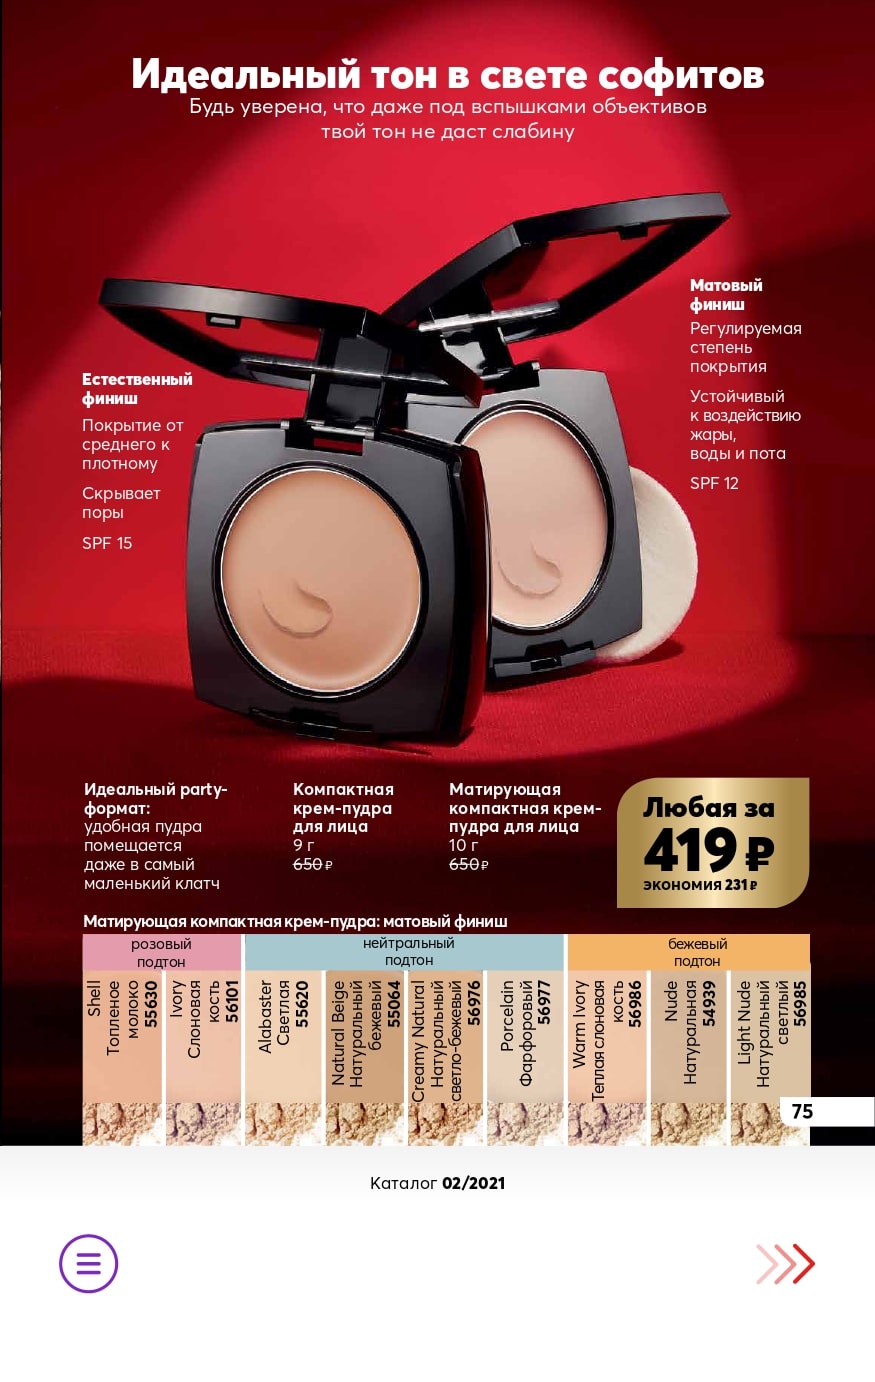 Идеальный тон в свете софитов
Будь уверена, что даже под вспышками объективов
твой тон не даст слабину
Матовый
финиш
Регулируемая
степень
покрытия
Устойчивый
к воздействию
жары,
воды и пота
SPF 12
Естественный
финиш
Покрытие от
среднего к
плотному
Скрывает
поры
SPF 15
Идеальный party-
формат:
удобная пудра
помещается
даже в самый
маленький клатч
Компактная
крем-пудра
для лица
9 г
650 ₽
Матирующая
компактная крем-
пудра для лица
10 г
650 ₽
Любая за
419 ₽
экономия 231 ₽
Матирующая компактная крем-пудра: матовый финиш
розовый
подтон
нейтральный
подтон
бежевый
подтон
Shell
Топленое
молоко
55630
Ivory
Слоновая
кость
56101
Alabaster
Светлая
55620
Natural Beige
Натуральный
бежевый
55064
Creamy Natural
Натуральный
светло-бежевый
56976
Porcelain
Фарфоровый
56977
Warm Ivory
Теплая слоновая
кость
56986
Nude
Натуральная
54939
Light Nude
Натуральный
светлый
56985
75
Каталог 02/2021